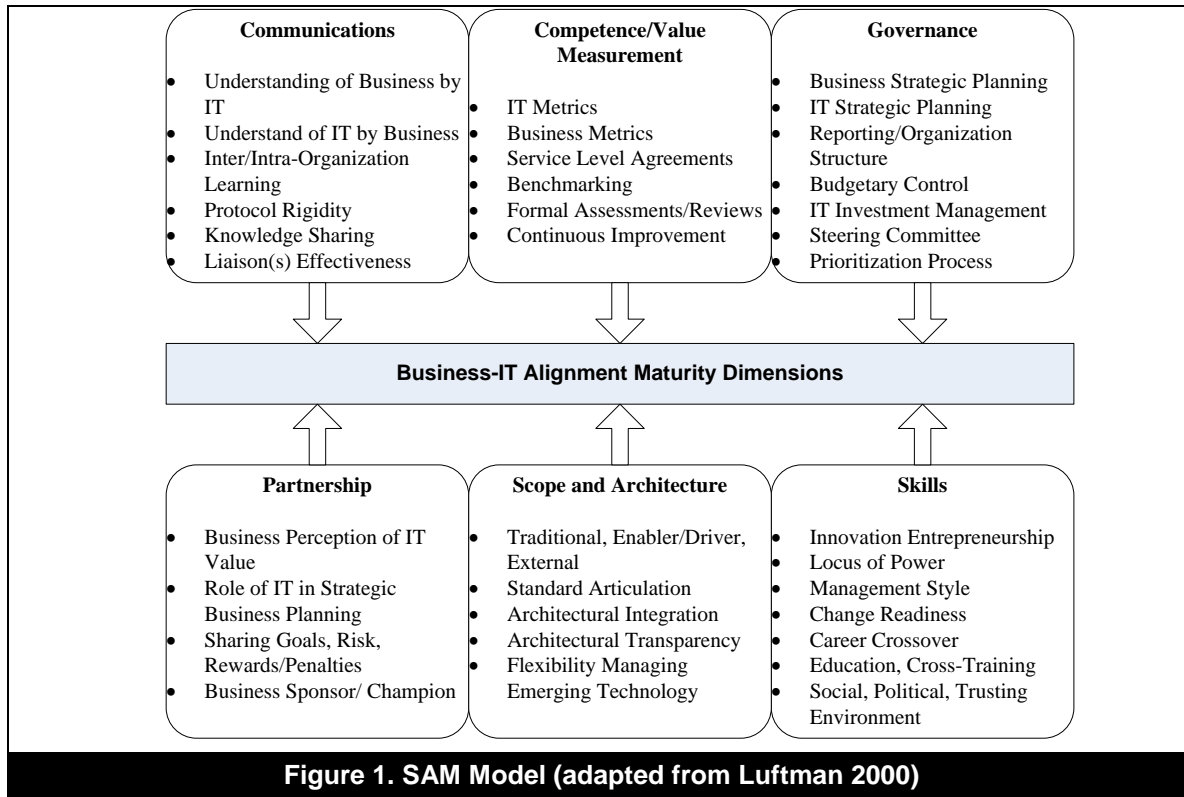 Communications
• Understanding of Business by
IT
• Understand of IT by Business
• Inter/Intra-Organization
Learning
• Protocol Rigidity
• Knowledge Sharing
• Liaison(s) Effectiveness
Competence/Value
Measurement
• IT Metrics
• Business Metrics
• Service Level Agreements
• Benchmarking
• Formal Assessments/Reviews
• Continuous Improvement
Governance
• Business Strategic Planning
• IT Strategic Planning
• Reporting/Organization
Structure
• Budgetary Control
• IT Investment Management
• Steering Committee
• Prioritization Process
Business-IT Alignment Maturity Dimensions
Partnership
• Business Perception of IT
Value
• Role of IT in Strategic
Business Planning
• Sharing Goals, Risk,
Rewards/Penalties
• Business Sponsor/ Champion
Scope and Architecture
• Traditional, Enabler/Driver,
External
• Standard Articulation
• Architectural Integration
• Architectural Transparency
• Flexibility Managing
Emerging Technology
Skills
• Innovation Entrepreneurship
• Locus of Power
• Management Style
• Change Readiness
• Career Crossover
• Education, Cross-Training
• Social, Political, Trusting
Environment
Figure 1. SAM Model (adapted from Luftman 2000)